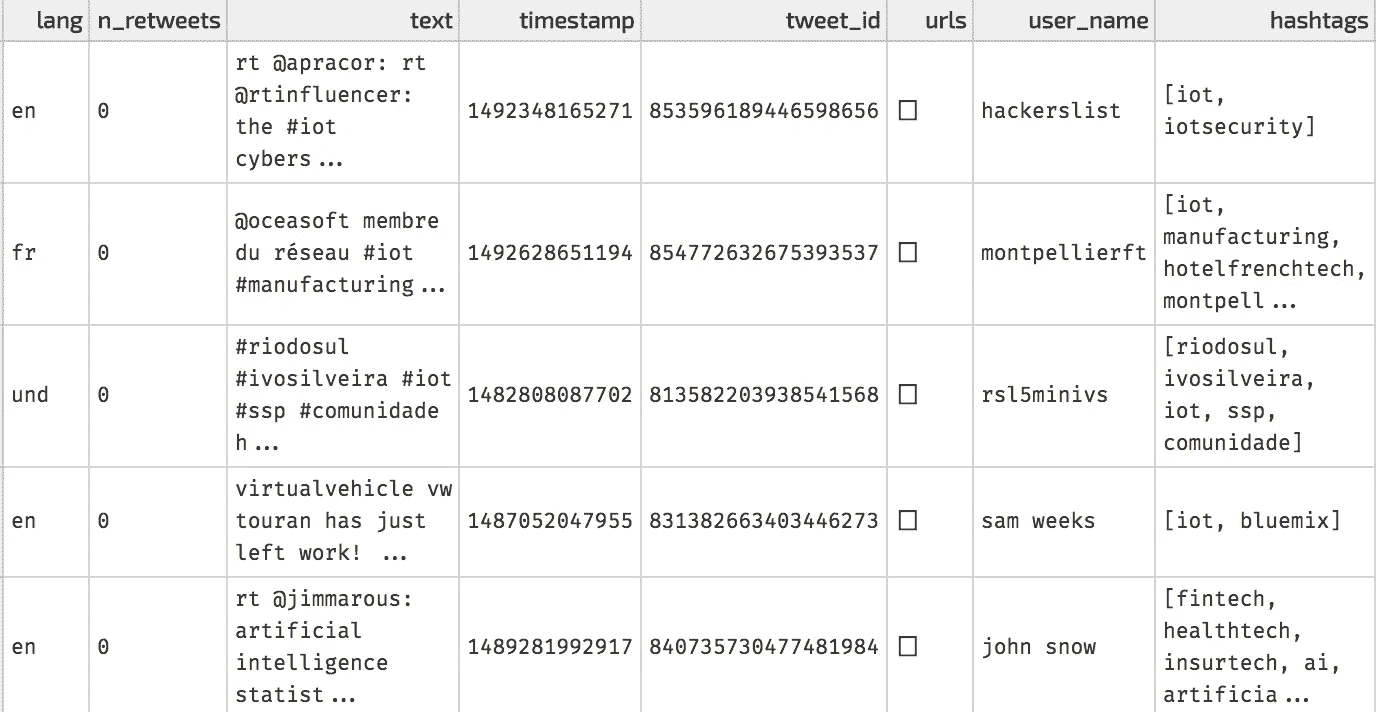 lang n_retweets text timestamp tweet_id urls user_name hashtags
en 0 rt @apracor: rt @rtinfluencer: the #iot cybers... 1492348165271 853596189446598656 [] hackerslist [iot, iotsecurity]
fr 0 @oceasoft membre du réseau #iot #manufacturing... 1492628651194 854772632675393537 [] montpellierft [iot, manufacturing, hotelfrenchtech, montpell...
und 0 #riodosul #ivosilveira #iot #ssp #comunidade h... 1482808087702 813582203938541568 [] rsl5minivs [riodosul, ivosilveira, iot, ssp, comunidade]
en 0 virtualvehicle vw touran has just left work! ... 1487052047955 831382663403446273 [] sam weeks [iot, bluemix]
en 0 rt @jimmarous: artificial intelligence statist... 1489281992917 840735730477481984 [] john snow [fintech, healthtech, insurtech, ai, artificia...